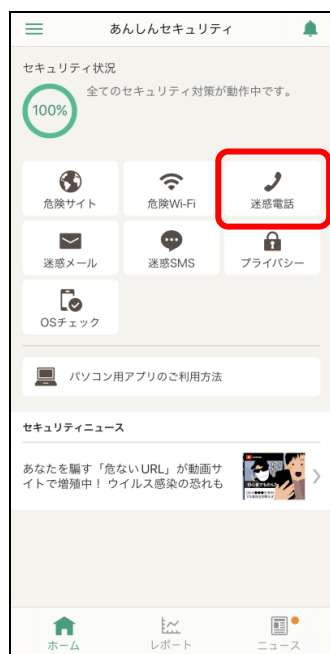 あんしんセキュリティ
セキュリティ状況
100%
全てのセキュリティ対策が動作中です。
危険サイト
危険Wi-Fi
迷惑電話
迷惑メール
迷惑SMS
プライバシー
OSチェック
パソコン用アプリのご利用方法
セキュリティニュース
あなたを騙す「危ないURL」が動画サ
イトで増殖中！ ウイルス感染の恐れも
ホーム
レポート
ニュース